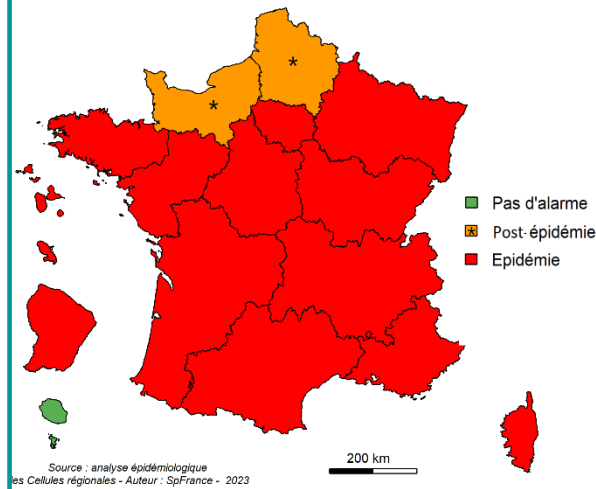 Pas d'alarme
* Post-épidémie
Epidémie
200 km
Source : analyse épidémiologique
es Cellules régionales - Auteur : SpFrance - 2023